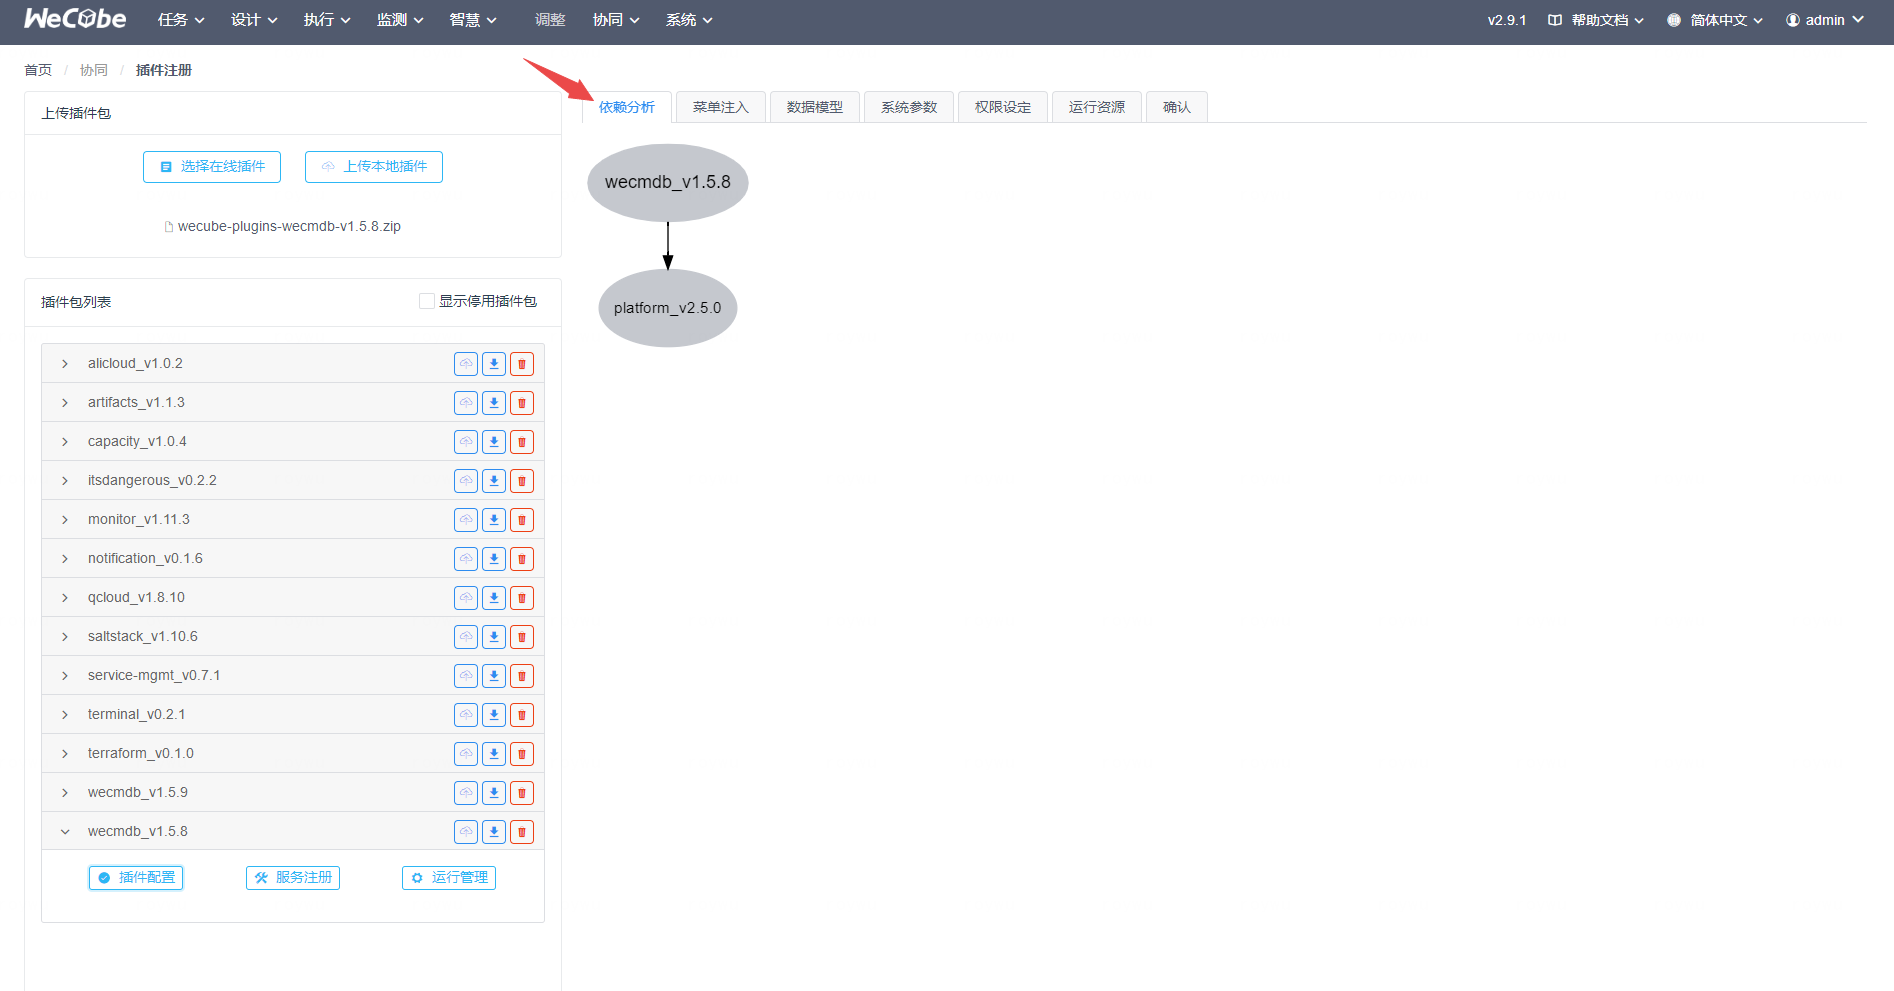 WeCube 任务 设计 执行 监测 智慧 调整 协同 系统 v2.9.1 帮助文档 简体中文 admin
首页 / 协同 / 插件注册
上传插件包
选择在线插件 上传本地插件
wecube-plugins-wecmdb-v1.5.8.zip
插件包列表 显示停用插件包
alicloud_v1.0.2
artifacts_v1.1.3
capacity_v1.0.4
itsdangerous_v0.2.2
monitor_v1.11.3
notification_v0.1.6
qcloud_v1.8.10
saltstack_v1.10.6
service-mgmt_v0.7.1
terminal_v0.2.1
terraform_v0.1.0
wecmdb_v1.5.9
wecmdb_v1.5.8
插件配置 服务注册 运行管理
依赖分析 菜单注入 数据模型 系统参数 权限设定 运行资源 确认
wecmdb_v1.5.8
platform_v2.5.0